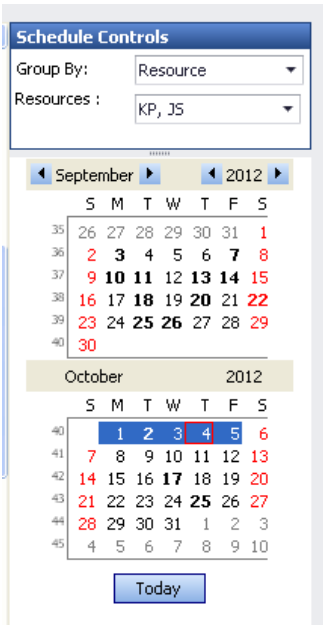 Schedule Controls
Group By: Resource
Resources : KP, JS
September 2012
S M T W T F S
35 26 27 28 29 30 31 1
36 2 3 4 5 6 7 8
37 9 10 11 12 13 14 15
38 16 17 18 19 20 21 22
39 23 24 25 26 27 28 29
40 30
October 2012
S M T W T F S
40 1 2 3 4 5 6
41 7 8 9 10 11 12 13
42 14 15 16 17 18 19 20
43 21 22 23 24 25 26 27
44 28 29 30 31 1 2 3
45 4 5 6 7 8 9 10
Today